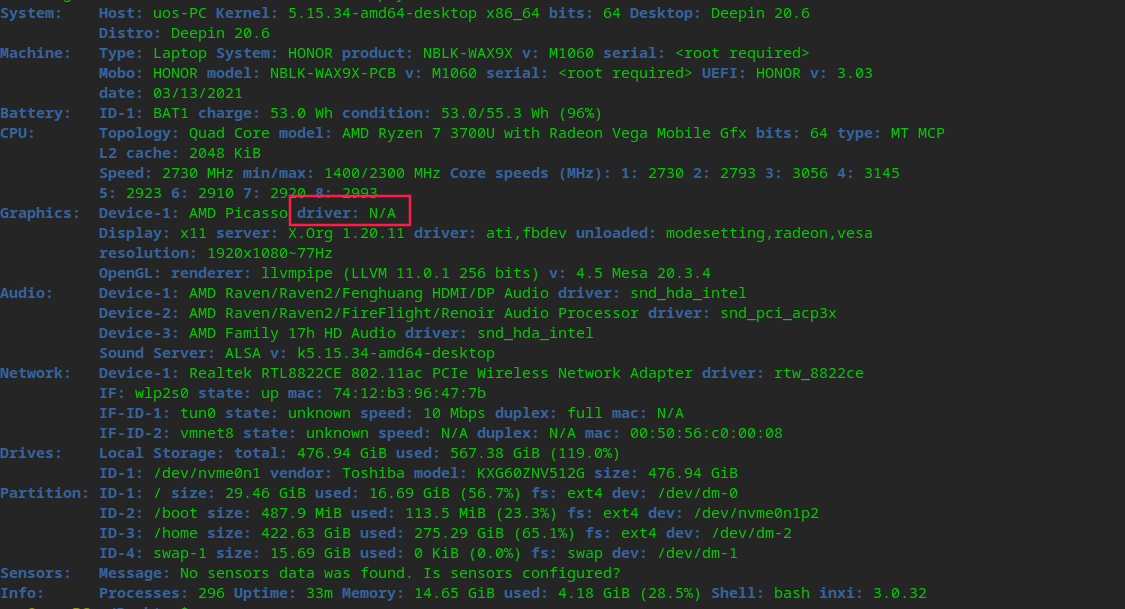 System: Host: uos-PC Kernel: 5.15.34-amd64-desktop x86_64 bits: 64 Desktop: Deepin 20.6
Distro: Deepin 20.6
Machine: Type: Laptop System: HONOR product: NBLK-WAX9X v: M1060 serial: <root required>
Mobo: HONOR model: NBLK-WAX9X-PCB v: M1060 serial: <root required> UEFI: HONOR v: 3.03
date: 03/13/2021
Battery: ID-1: BAT1 charge: 53.0 Wh condition: 53.0/55.3 Wh (96%)
CPU: Topology: Quad Core model: AMD Ryzen 7 3700U with Radeon Vega Mobile Gfx bits: 64 type: MT MCP
L2 cache: 2048 KiB
Speed: 2730 MHz min/max: 1400/2300 MHz Core speeds (MHz): 1: 2730 2: 2793 3: 3056 4: 3145
5: 2923 6: 2910 7: 2920 8: 2993
Graphics: Device-1: AMD Picasso driver: N/A
Display: x11 server: X.Org 1.20.11 driver: ati,fbdev unloaded: modesetting,radeon,vesa
resolution: 1920x1080~77Hz
OpenGL: renderer: llvmpipe (LLVM 11.0.1 256 bits) v: 4.5 Mesa 20.3.4
Audio: Device-1: AMD Raven/Raven2/Fenghuang HDMI/DP Audio driver: snd_hda_intel
Device-2: AMD Raven/Raven2/FireFlight/Renoir Audio Processor driver: snd_pci_acp3x
Device-3: AMD Family 17h HD Audio driver: snd_hda_intel
Sound Server: ALSA v: k5.15.34-amd64-desktop
Network: Device-1: Realtek RTL8822CE 802.11ac PCIe Wireless Network Adapter driver: rtw_8822ce
IF: wlp2s0 state: up mac: 74:12:b3:96:47:7b
IF-ID-1: tun0 state: unknown speed: 10 Mbps duplex: full mac: N/A
IF-ID-2: vmnet8 state: unknown speed: N/A duplex: N/A mac: 00:50:56:c0:00:08
Drives: Local Storage: total: 476.94 GiB used: 567.38 GiB (119.0%)
ID-1: /dev/nvme0n1 vendor: Toshiba model: KXG60ZNV512G size: 476.94 GiB
Partition: ID-1: / size: 29.46 GiB used: 16.69 GiB (56.7%) fs: ext4 dev: /dev/dm-0
ID-2: /boot size: 487.9 MiB used: 113.5 MiB (23.3%) fs: ext4 dev: /dev/nvme0n1p2
ID-3: /home size: 422.63 GiB used: 275.29 GiB (65.1%) fs: ext4 dev: /dev/dm-2
ID-4: swap-1 size: 15.69 GiB used: 0 KiB (0.0%) fs: swap dev: /dev/dm-1
Sensors: Message: No sensors data was found. Is sensors configured?
Info: Processes: 296 Uptime: 33m Memory: 14.65 GiB used: 4.18 GiB (28.5%) Shell: bash inxi: 3.0.32